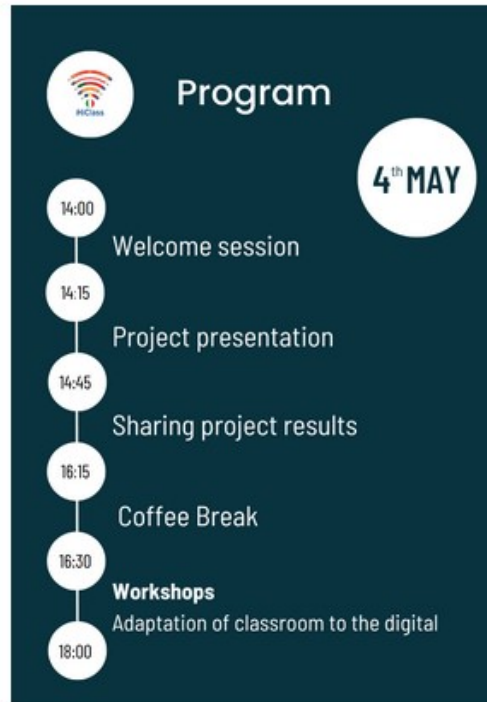 HiClass
Program
4th MAY
14:00
Welcome session
14:15
Project presentation
14:45
Sharing project results
16:15
Coffee Break
16:30
Workshops
Adaptation of classroom to the digital
18:00